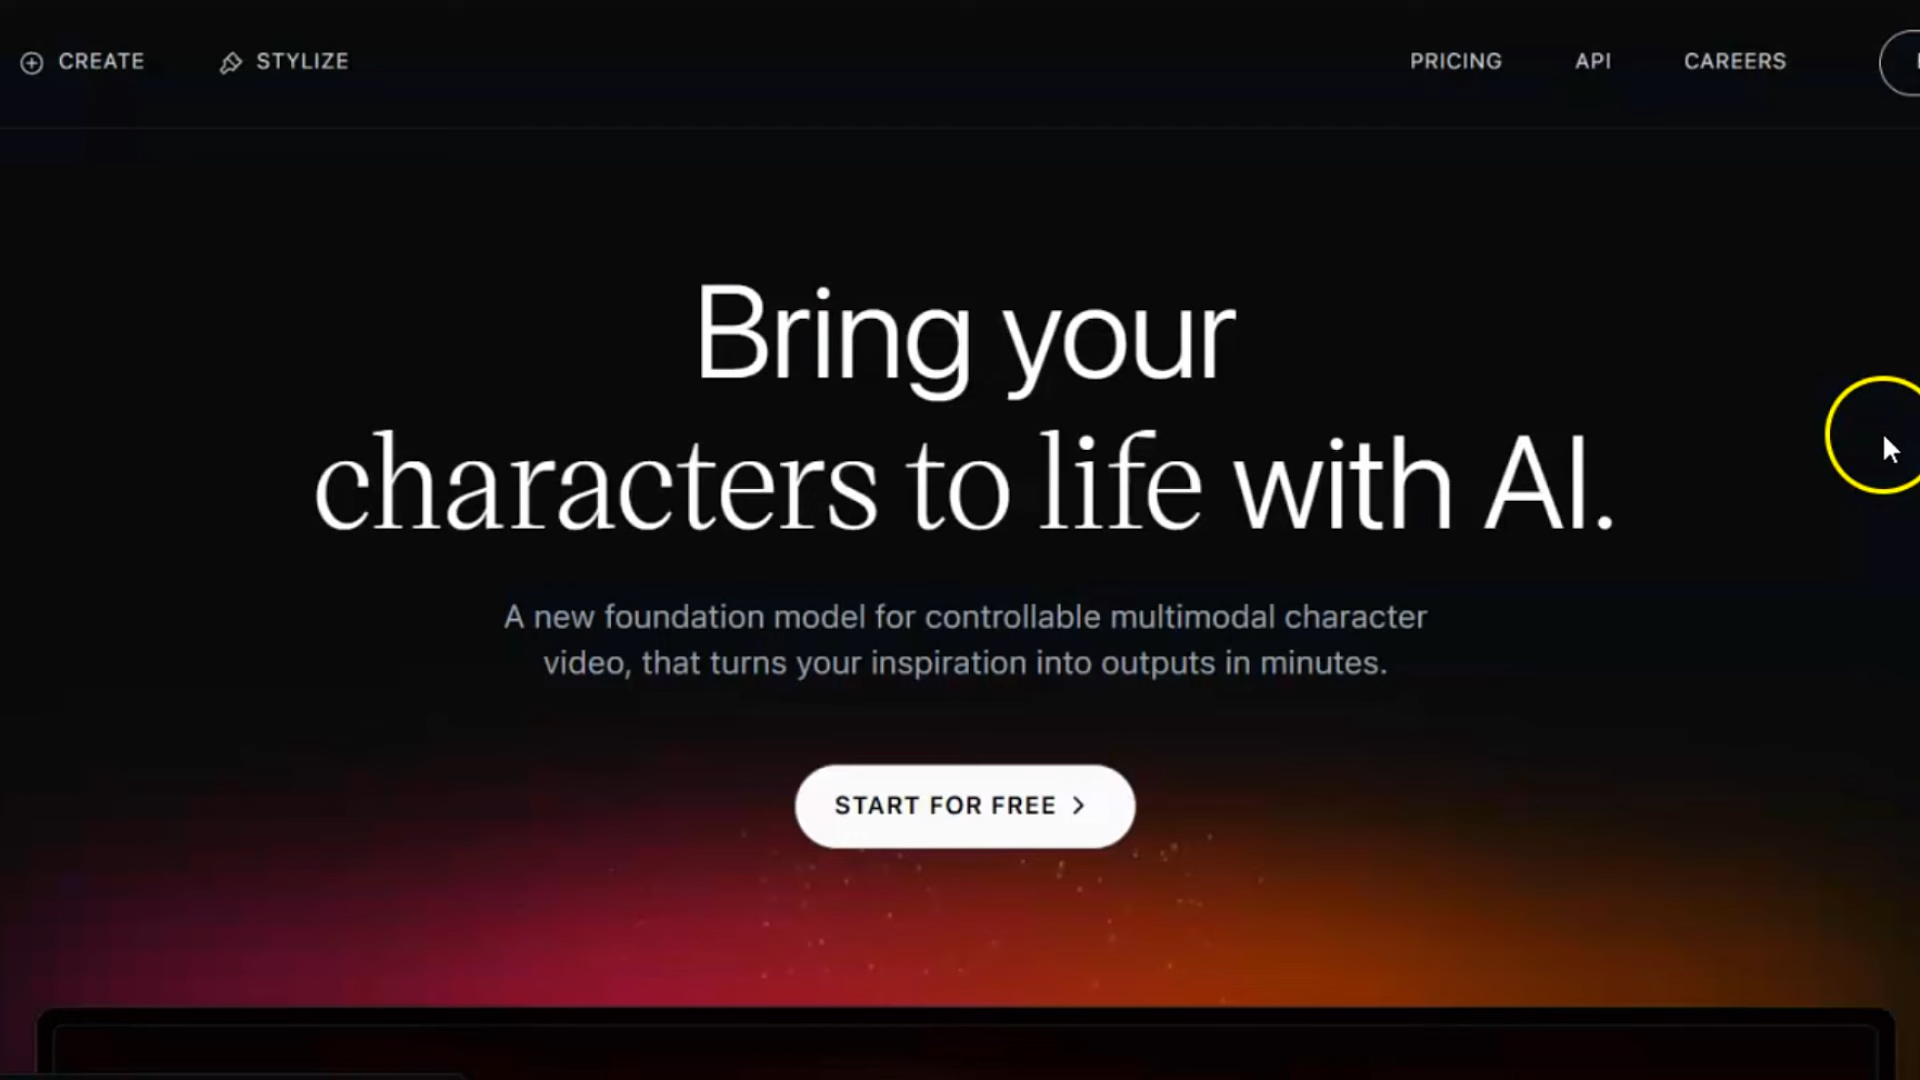 CREATE STYLIZE PRICING API CAREERS
Bring your
characters to life with AI.
A new foundation model for controllable multimodal character
video, that turns your inspiration into outputs in minutes.
START FOR FREE